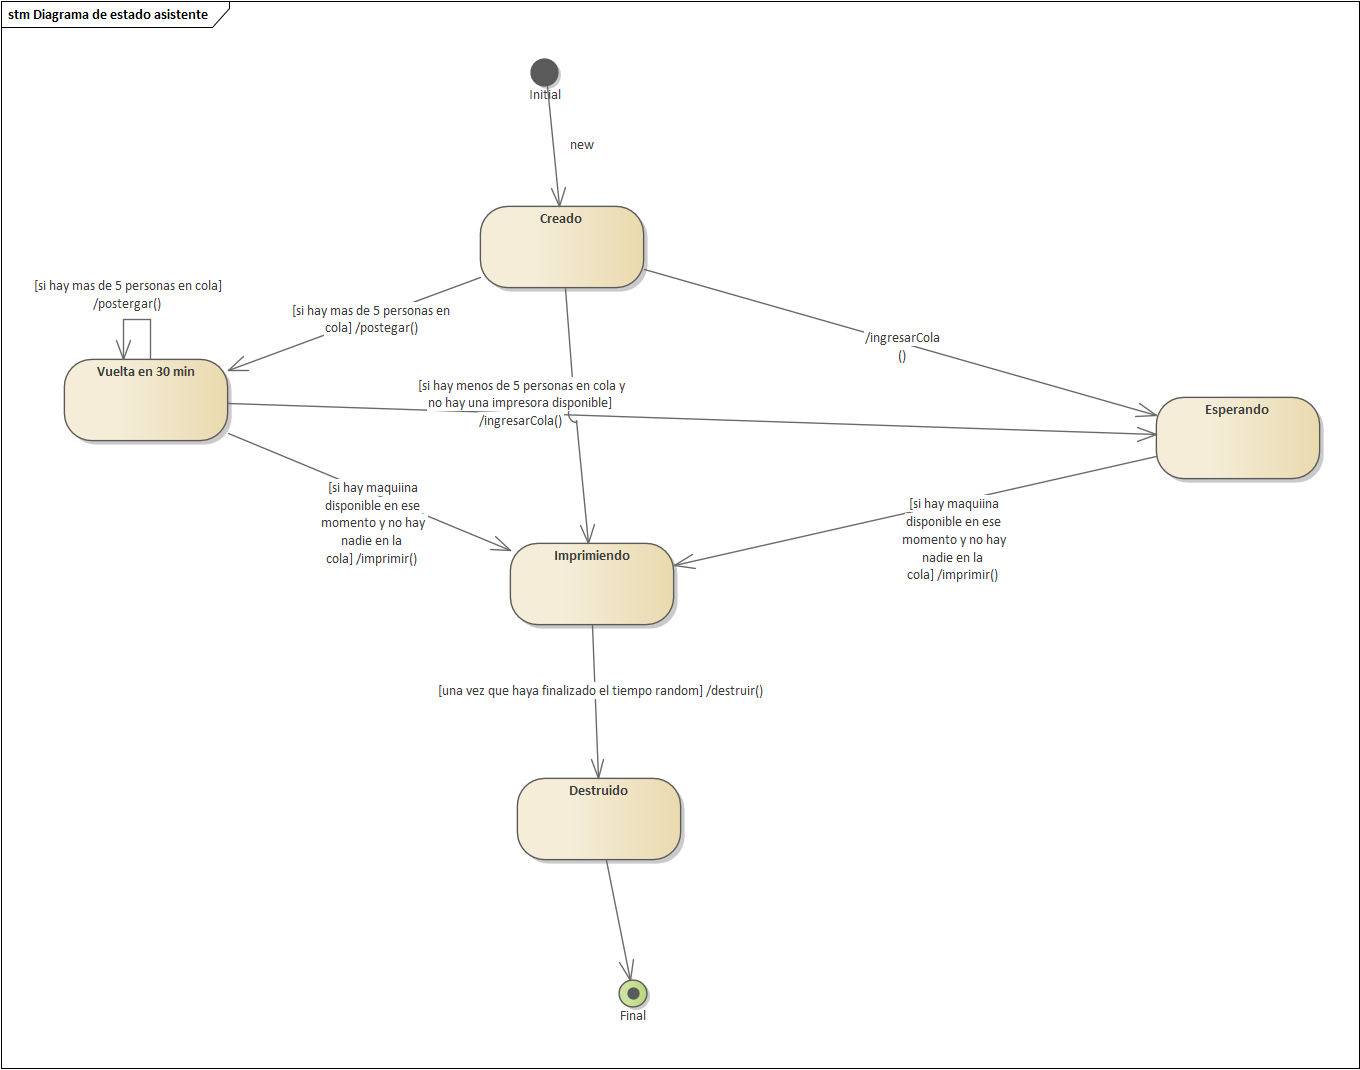 stm Diagrama de estado asistente
Initial
new
Creado
[si hay mas de 5 personas en cola]
/postergar()
[si hay mas de 5 personas en
cola] /postegar()
/ingresarCola
()
Vuelta en 30 min
[si hay menos de 5 personas en cola y
no hay una impresora disponible]
/ingresarCola()
Esperando
[si hay maquiina
disponible en ese
momento y no hay
nadie en la
cola] /imprimir()
[si hay maquiina
disponible en ese
momento y no hay
nadie en la
cola] /imprimir()
Imprimiendo
[una vez que haya finalizado el tiempo random] /destruir()
Destruido
Final